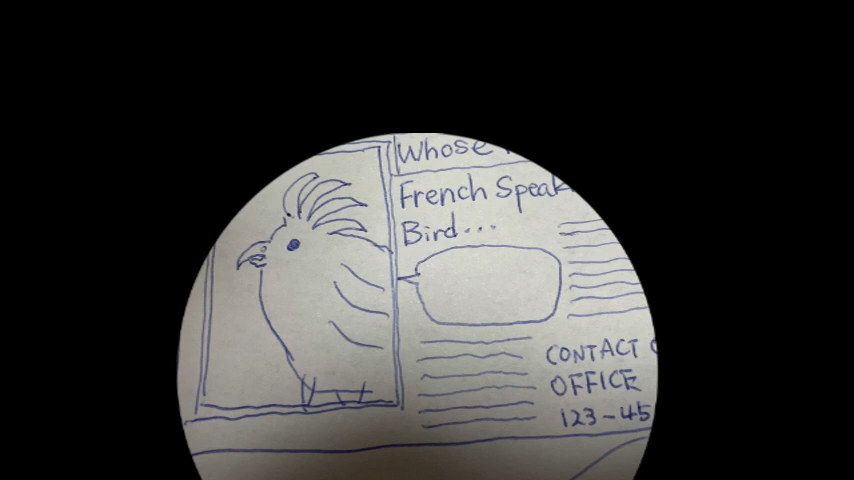 Whose
French Speak
Bird...
CONTACT
OFFICE
123-45